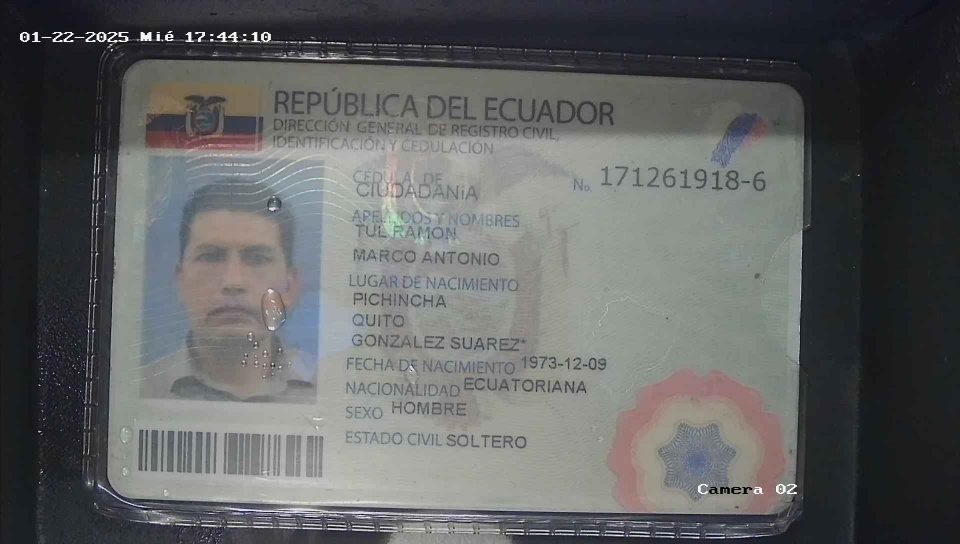 01-22-2025 Mié 17:44:10
REPÚBLICA DEL ECUADOR
DIRECCIÓN GENERAL DE REGISTRO CIVIL,
IDENTIFICACIÓN Y CEDULACIÓN
CÉDULA DE
CIUDADANÍA
No. 171261918-6
APELLIDOS Y NOMBRES
TUL RAMON
MARCO ANTONIO
LUGAR DE NACIMIENTO
PICHINCHA
QUITO
GONZALEZ SUAREZ*
FECHA DE NACIMIENTO 1973-12-09
NACIONALIDAD ECUATORIANA
SEXO HOMBRE
ESTADO CIVIL SOLTERO
Camera 02